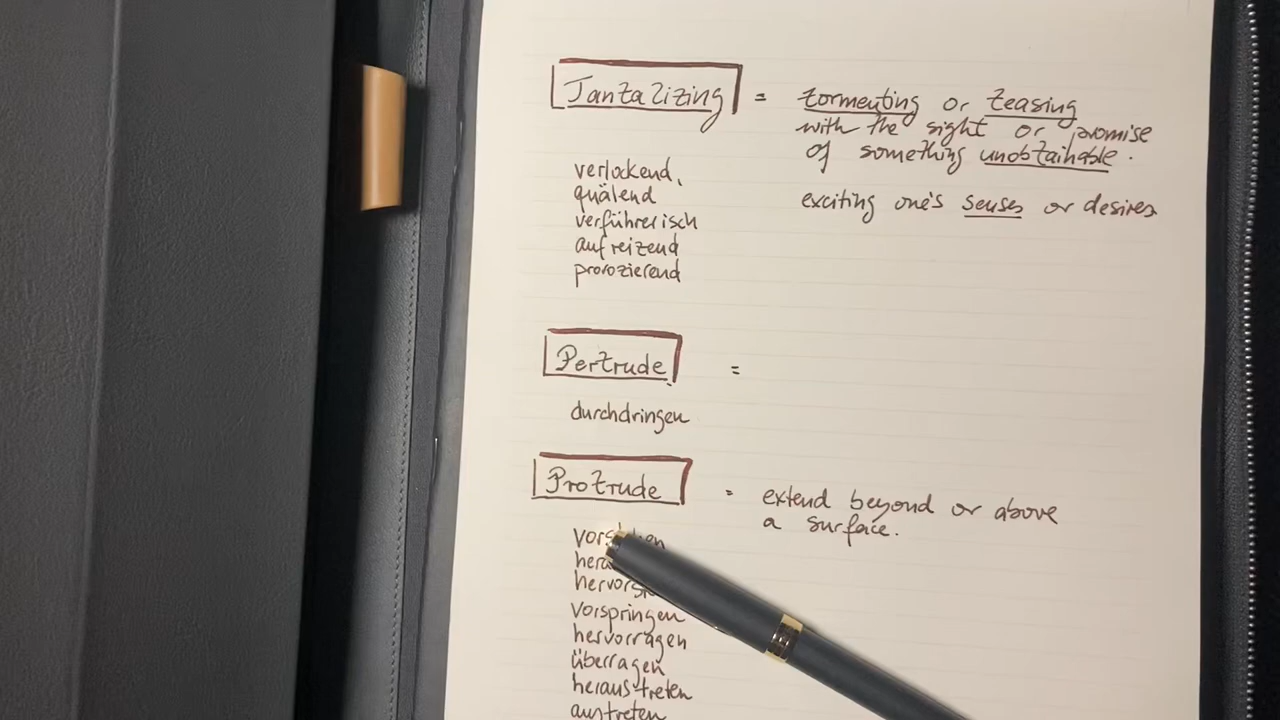 Tantalizing = tormenting or teasing
with the sight or promise
of something unobtainable.
verlockend,
quälend
exciting one's senses or desires
verführerisch
aufreizend
provozierend
Pertrude =
durchdringen
Protrude = extend beyond or above
a surface.
vorspringen
hervorragen
überragen
heraustreten
austreten